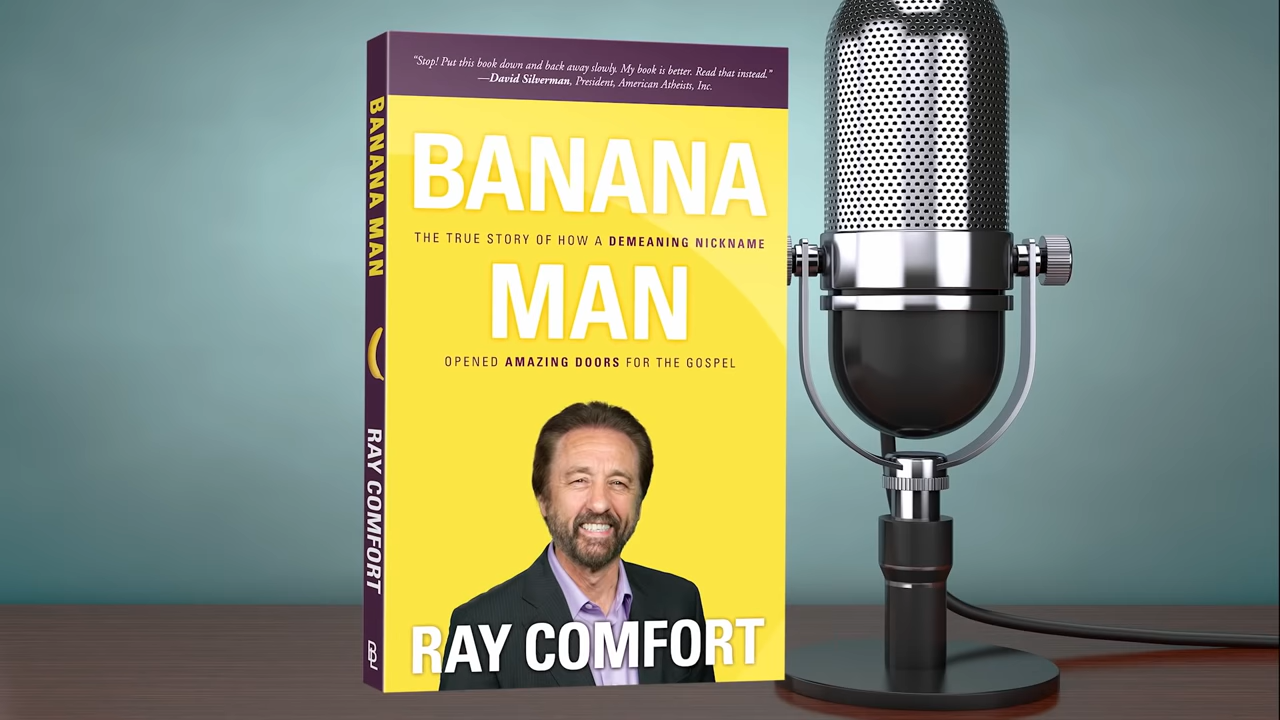 "Stop! Put this book down and back away slowly. My book is better. Read that instead."
—David Silverman, President, American Atheists, Inc.
BANANA
THE TRUE STORY OF HOW A DEMEANING NICKNAME
MAN
OPENED AMAZING DOORS FOR THE GOSPEL
RAY COMFORT
BANANA MAN
RAY COMFORT